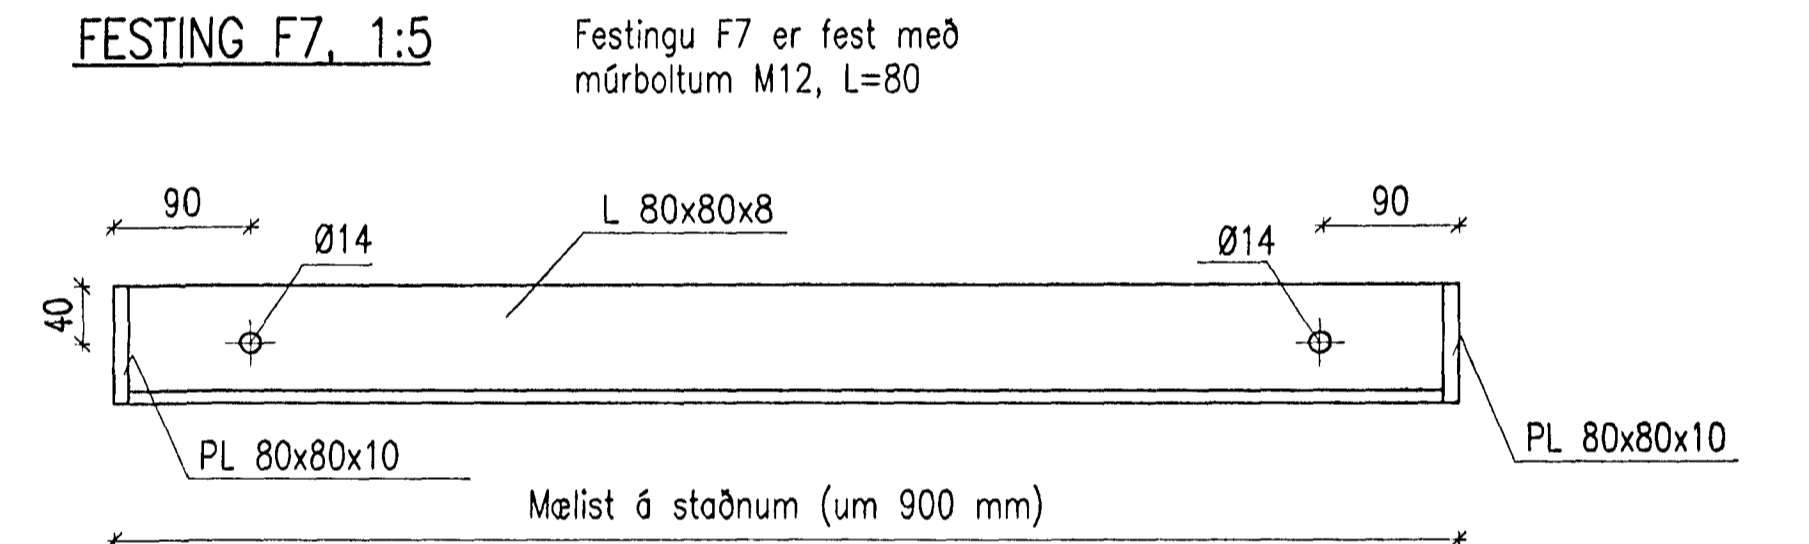 FESTING F7, 1:5
Festingu F7 er fest með
múrboltum M12, L=80
90
L 80x80x8
90
Ø14
Ø14
40
PL 80x80x10
PL 80x80x10
Mælist á staðnum (um 900 mm)